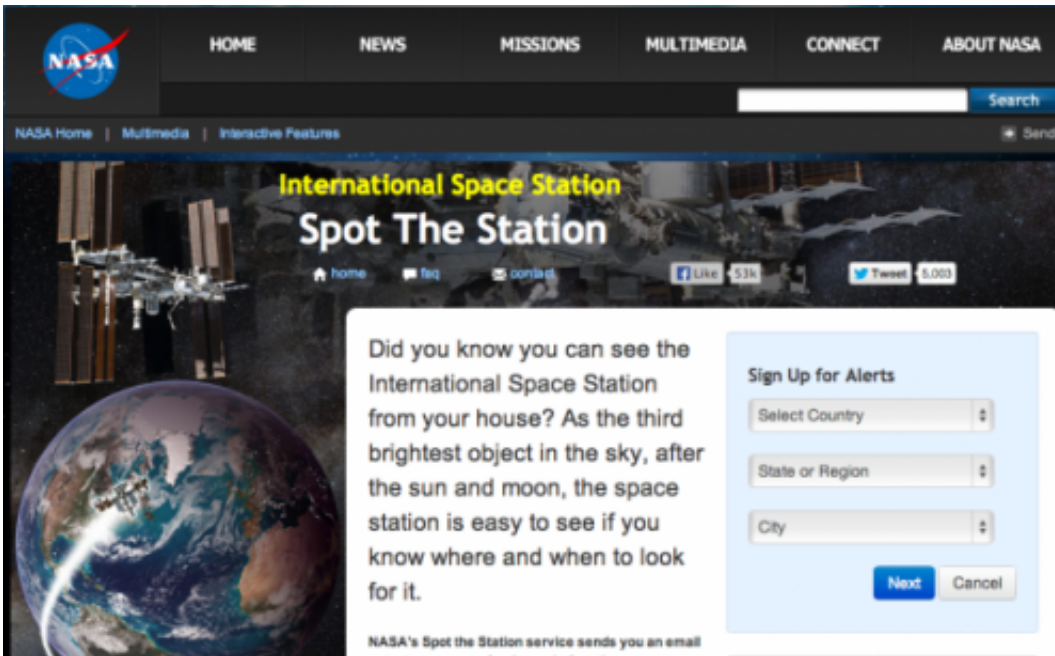 NASA
HOME NEWS MISSIONS MULTIMEDIA CONNECT ABOUT NASA
Search
NASA Home | Multimedia | Interactive Features
Send
International Space Station
Spot The Station
home faq contact Like 53k Tweet 5,003
Did you know you can see the
International Space Station
from your house? As the third
brightest object in the sky, after
the sun and moon, the space
station is easy to see if you
know where and when to look
for it.
NASA's Spot the Station service sends you an email
Sign Up for Alerts
Select Country
State or Region
City
Next Cancel